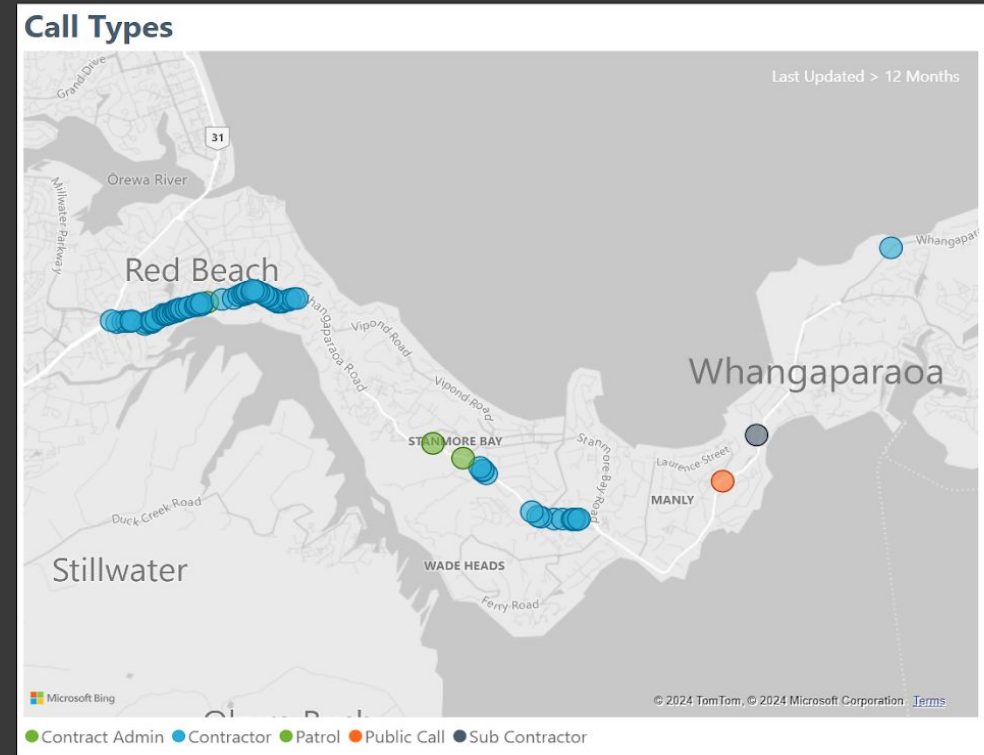 Call Types
Last Updated > 12 Months
Grand Drive
31
Ōrewa River
Millwater Parkway
Whangapar
Red Beach
Whangaparaoa Road
Vipond Road
Whangaparaoa
Vipond Road
STANMORE BAY
Stanmore Bay Road
Laurence Street
MANLY
Duck Creek Road
Stillwater
WADE HEADS
Ferry Road
Microsoft Bing
© 2024 TomTom, © 2024 Microsoft Corporation Terms
Contract Admin Contractor Patrol Public Call Sub Contractor